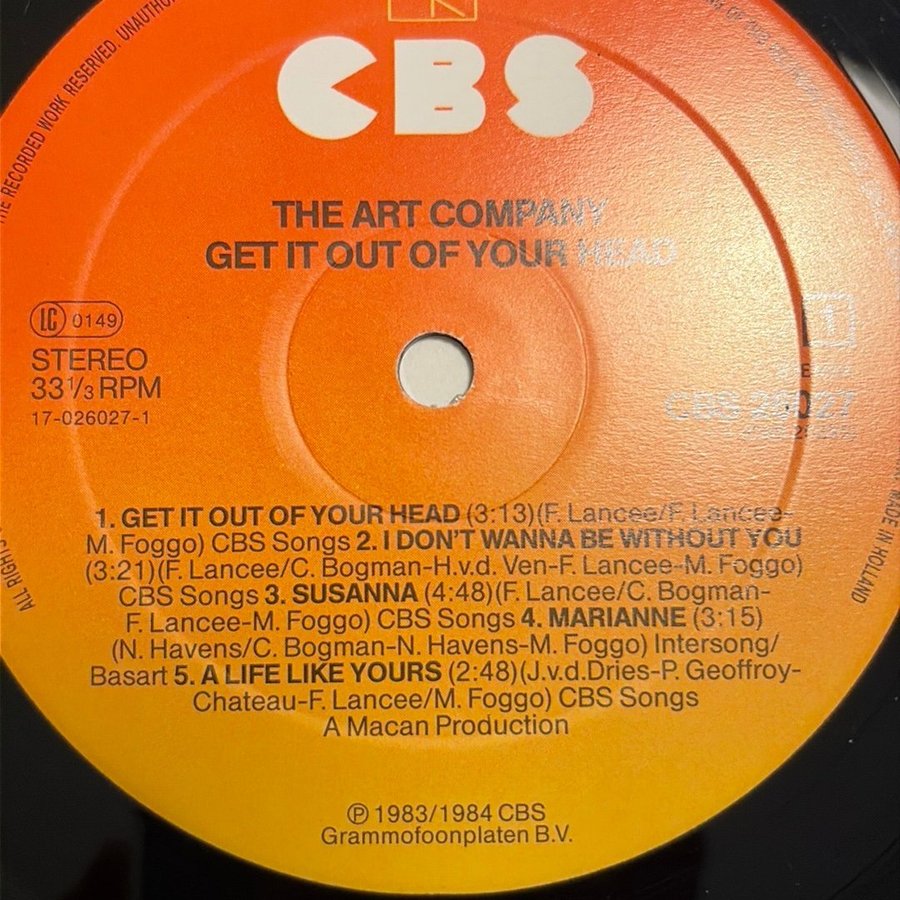 THE RECORDED WORK RESERVED. UNAUTHOR
CBS
THE ART COMPANY
GET IT OUT OF YOUR HEAD
LC 0149
STEREO
33 1/3 RPM
17-026027-1
1
CBS 26027
1. GET IT OUT OF YOUR HEAD (3:13)(F. Lancee/F. Lancee-
M. Foggo) CBS Songs 2. I DON'T WANNA BE WITHOUT YOU
(3:21)(F. Lancee/C. Bogman-H.v.d. Ven-F. Lancee-M. Foggo)
CBS Songs 3. SUSANNA (4:48)(F. Lancee/C. Bogman-
F. Lancee-M. Foggo) CBS Songs 4. MARIANNE (3:15)
(N. Havens/C. Bogman-N. Havens-M. Foggo) Intersong/
Basart 5. A LIFE LIKE YOURS (2:48)(J.v.d.Dries-P. Geoffroy-
Chateau-F. Lancee/M. Foggo) CBS Songs
A Macan Production
℗ 1983/1984 CBS
Grammofoonplaten B.V.
ALL RIGHTS
MADE IN HOLLAND